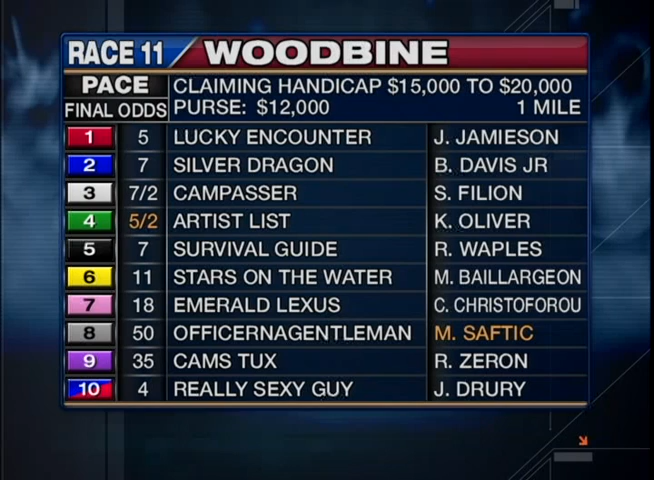 RACE 11 WOODBINE
PACE CLAIMING HANDICAP $15,000 TO $20,000
FINAL ODDS PURSE: $12,000 1 MILE
1 5 LUCKY ENCOUNTER J. JAMIESON
2 7 SILVER DRAGON B. DAVIS JR
3 7/2 CAMPASSER S. FILION
4 5/2 ARTIST LIST K. OLIVER
5 7 SURVIVAL GUIDE R. WAPLES
6 11 STARS ON THE WATER M. BAILLARGEON
7 18 EMERALD LEXUS C. CHRISTOFOROU
8 50 OFFICERNAGENTLEMAN M. SAFTIC
9 35 CAMS TUX R. ZERON
10 4 REALLY SEXY GUY J. DRURY